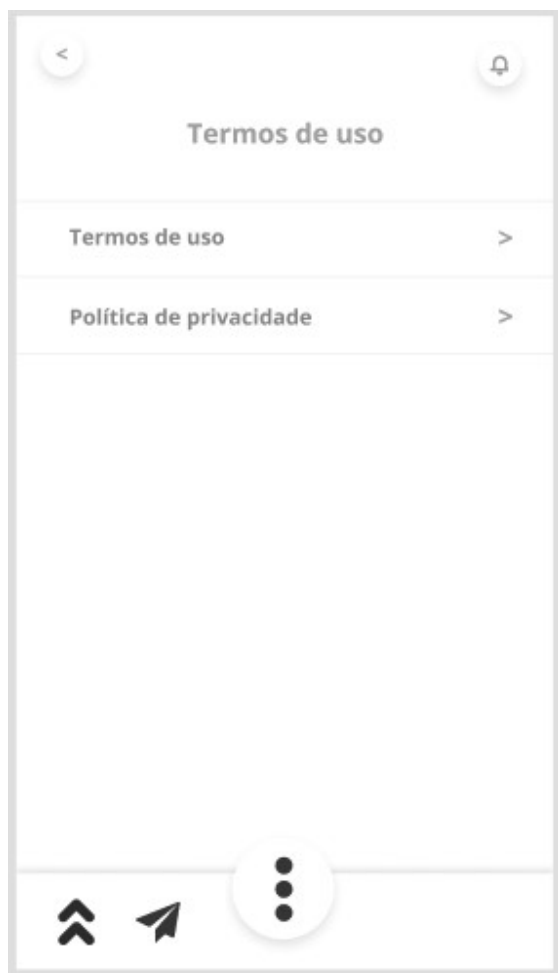 <
Termos de uso
Termos de uso >
Política de privacidade >